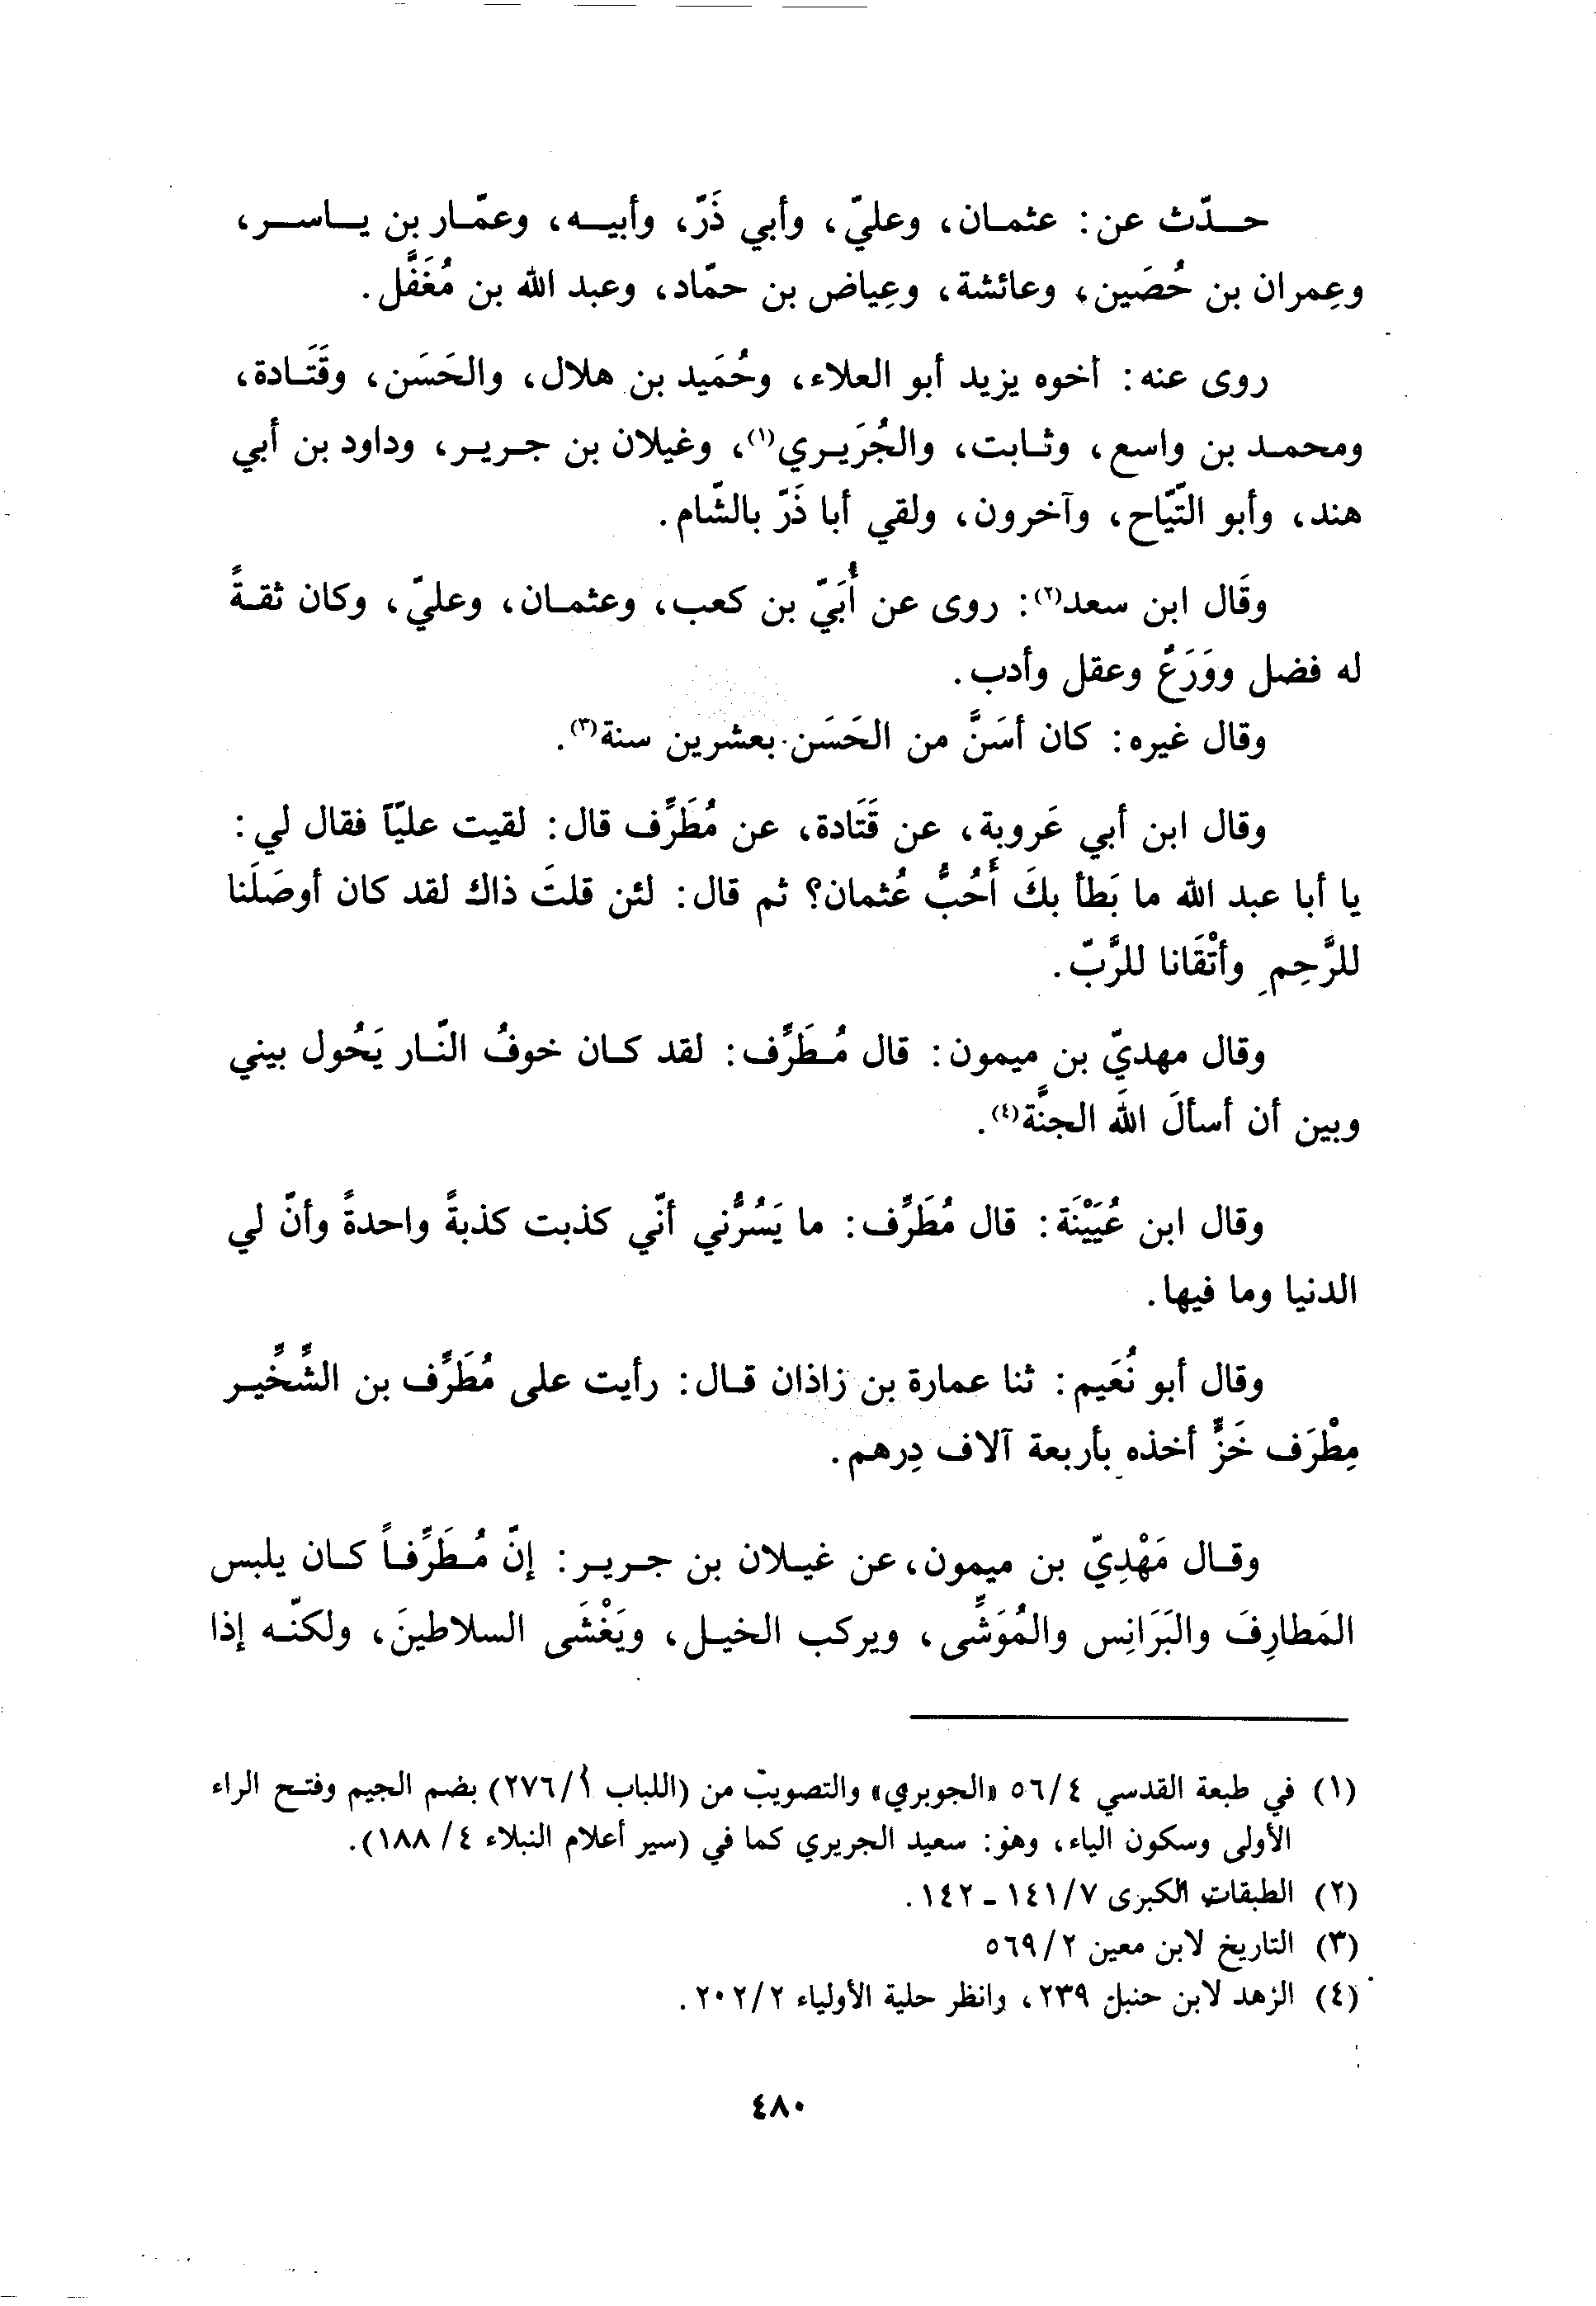 حدّث عن: عثمان، وعليّ، وأبي ذَرّ، وأبيه، وعمّار بن ياسر،
وعِمران بن حُصَين، وعائشة، وعِياض بن حمّاد، وعبد الله بن مُغَفَّل.
روى عنه: أخوه يزيد أبو العلاء، وحُمَيد بن هلال، والحَسَن، وقَتَادة،
ومحمد بن واسع، وثابت، والجُرَيري(١)، وغيلان بن جرير، وداود بن أبي
هند، وأبو التّيّاح، وآخرون، ولقي أبا ذَرّ بالشّام.
وقَال ابن سعد(٢): روى عن أُبَيّ بن كعب، وعثمان، وعليّ، وكان ثقةً
له فضل ووَرَعٌ وعقل وأدب.
وقال غيره: كان أسَنَّ من الحَسَن بعشرين سنة(٣).
وقال ابن أبي عَروبة، عن قَتَادة، عن مُطَرِّف قال: لقيت عليّاً فقال لي:
يا أبا عبد الله ما بَطأ بكَ أَحُبُّ عُثمان؟ ثم قال: لئن قلتَ ذاك لقد كان أوصَلَنا
للرَّحِمِ وأتْقَانا للرَّبّ.
وقال مهديّ بن ميمون: قال مُطَرِّف: لقد كان خوفُ النّار يَحُول بيني
وبين أن أسألَ اللهَ الجنَّة(٤).
وقال ابن عُيَيْنَة: قال مُطَرِّف: ما يَسُرُّني أنّي كذبت كذبةً واحدةً وأنّ لي
الدنيا وما فيها.
وقال أبو نُعَيم: ثنا عمارة بن زاذان قال: رأيت على مُطَرِّف بن الشِّخِّير
مِطْرَف خَزٍّ أخذه بأربعة آلاف دِرهم.
وقال مَهْدِيّ بن ميمون، عن غيلان بن جرير: إنّ مُطَرِّفاً كان يلبس
المَطارِفَ والبَرَانِس والمُوَشِّى، ويركب الخيل، ويَغْشَى السلاطينَ، ولكنّه إذا
(١) في طبعة القدسي ٥٦/٤ «الجوبري» والتصويب من (اللباب ٢٧٦/١) بضم الجيم وفتح الراء
الأولى وسكون الياء، وهو: سعيد الجريري كما في (سير أعلام النبلاء ٤/ ١٨٨).
(٢) الطبقات الكبرى ١٤١/٧ - ١٤٢.
(٣) التاريخ لابن معين ٥٦٩/٢
(٤) الزهد لابن حنبل ٢٣٩، وانظر حلية الأولياء ٢٠٢/٢.
٤٨٠